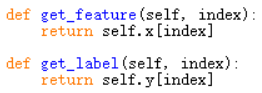 def get_feature(self, index):
    return self.x[index]
def get_label(self, index):
    return self.y[index]